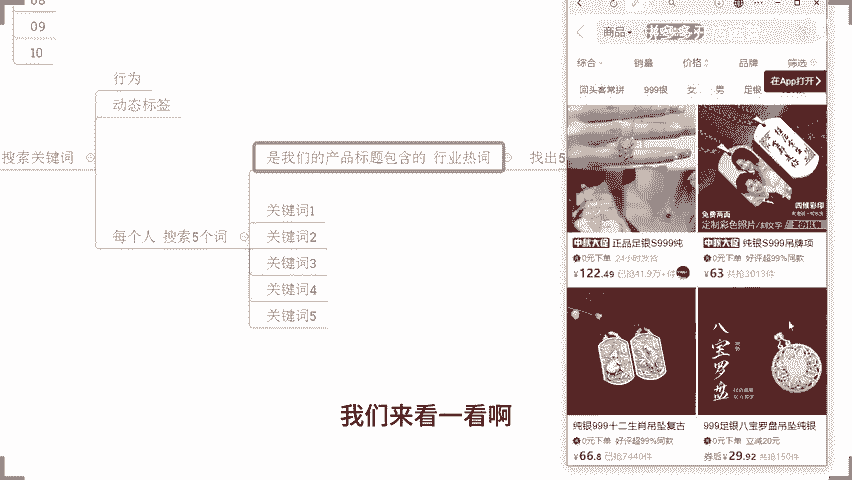 08
09
10
行为
动态标签
搜索关键词
是我们的产品标题包含的 行业热词
找出5
每个人 搜索5个词
关键词1
关键词2
关键词3
关键词4
关键词5
我们来看一看啊
商品
综合
销量
价格
品牌
筛选
在App打开
回头客常拼
999银
女
男
足银
免费两面
定制彩色照片/刻文字
四维彩印
中秋大促 正品足银S999纯
中秋大促 纯银S999吊牌项
0元下单 24小时发货
0元下单 好评超99%同款
¥122.49 已抢41.9万+件
¥63 共抢3013件
八宝罗盘
纯银999十二生肖吊坠复古
999足银八宝罗盘吊坠纯银
0元下单 好评超99%同款
0元下单 立减20元
¥66.8 已抢7440件
券后¥29.92 共抢150件